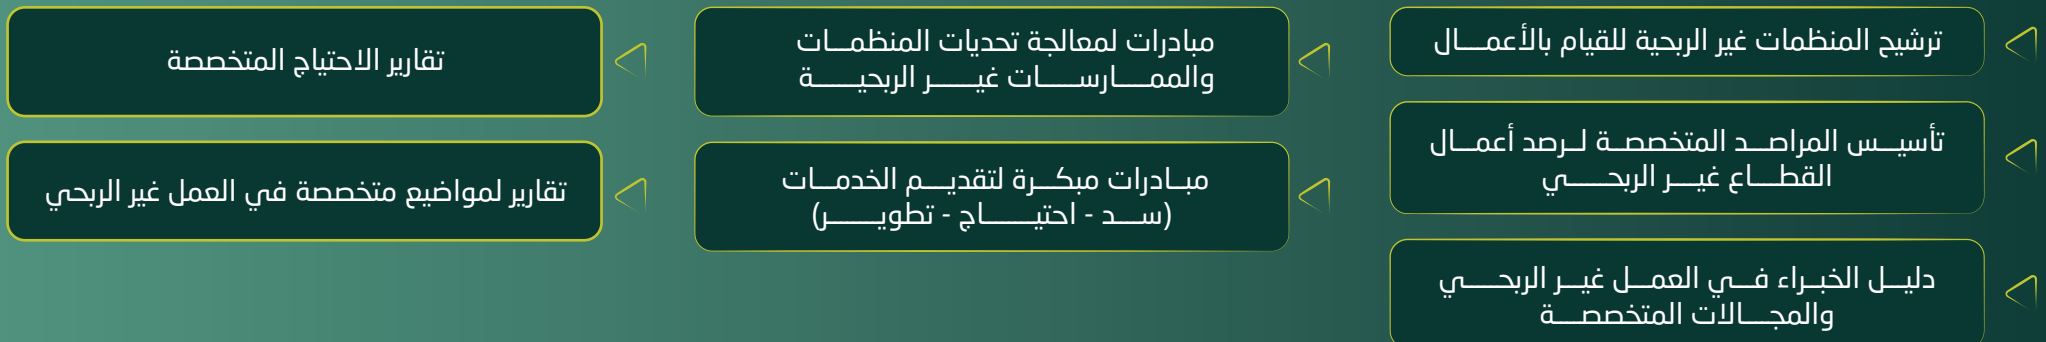 ترشيح المنظمات غير الربحية للقيام بالأعمال
تأسيس المراصد المتخصصة لرصد أعمال
القطاع غير الربحي
دليل الخبراء في العمل غير الربحي
والمجالات المتخصصة
مبادرات لمعالجة تحديات المنظمات
والممارسات غير الربحية
مبادرات مبكرة لتقديم الخدمات
(سد - احتياج - تطوير)
تقارير الاحتياج المتخصصة
تقارير لمواضيع متخصصة في العمل غير الربحي